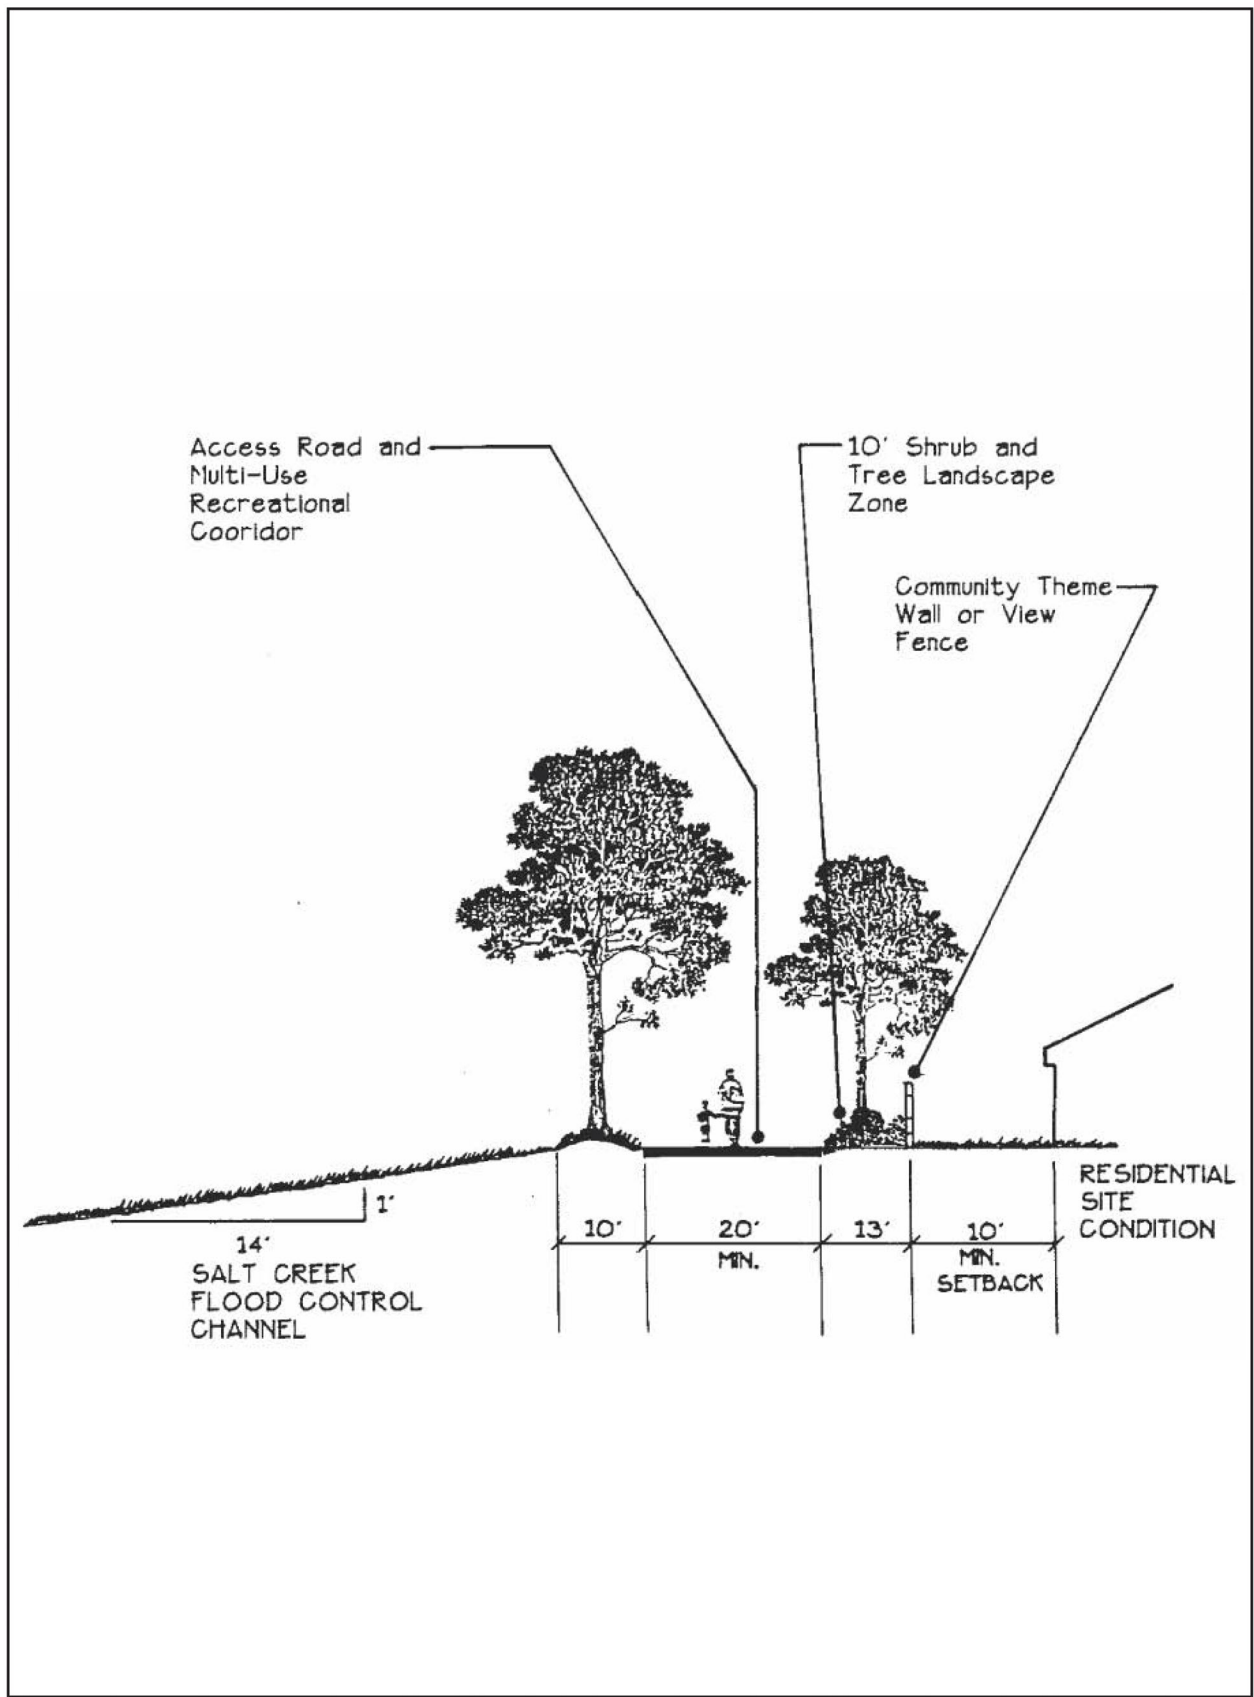 Access Road and
Multi-Use
Recreational
Cooridor
10' Shrub and
Tree Landscape
Zone
Community Theme
Wall or View
Fence
1'
14'
SALT CREEK
FLOOD CONTROL
CHANNEL
10'
20'
MIN.
13'
10'
MIN.
SETBACK
RESIDENTIAL
SITE
CONDITION